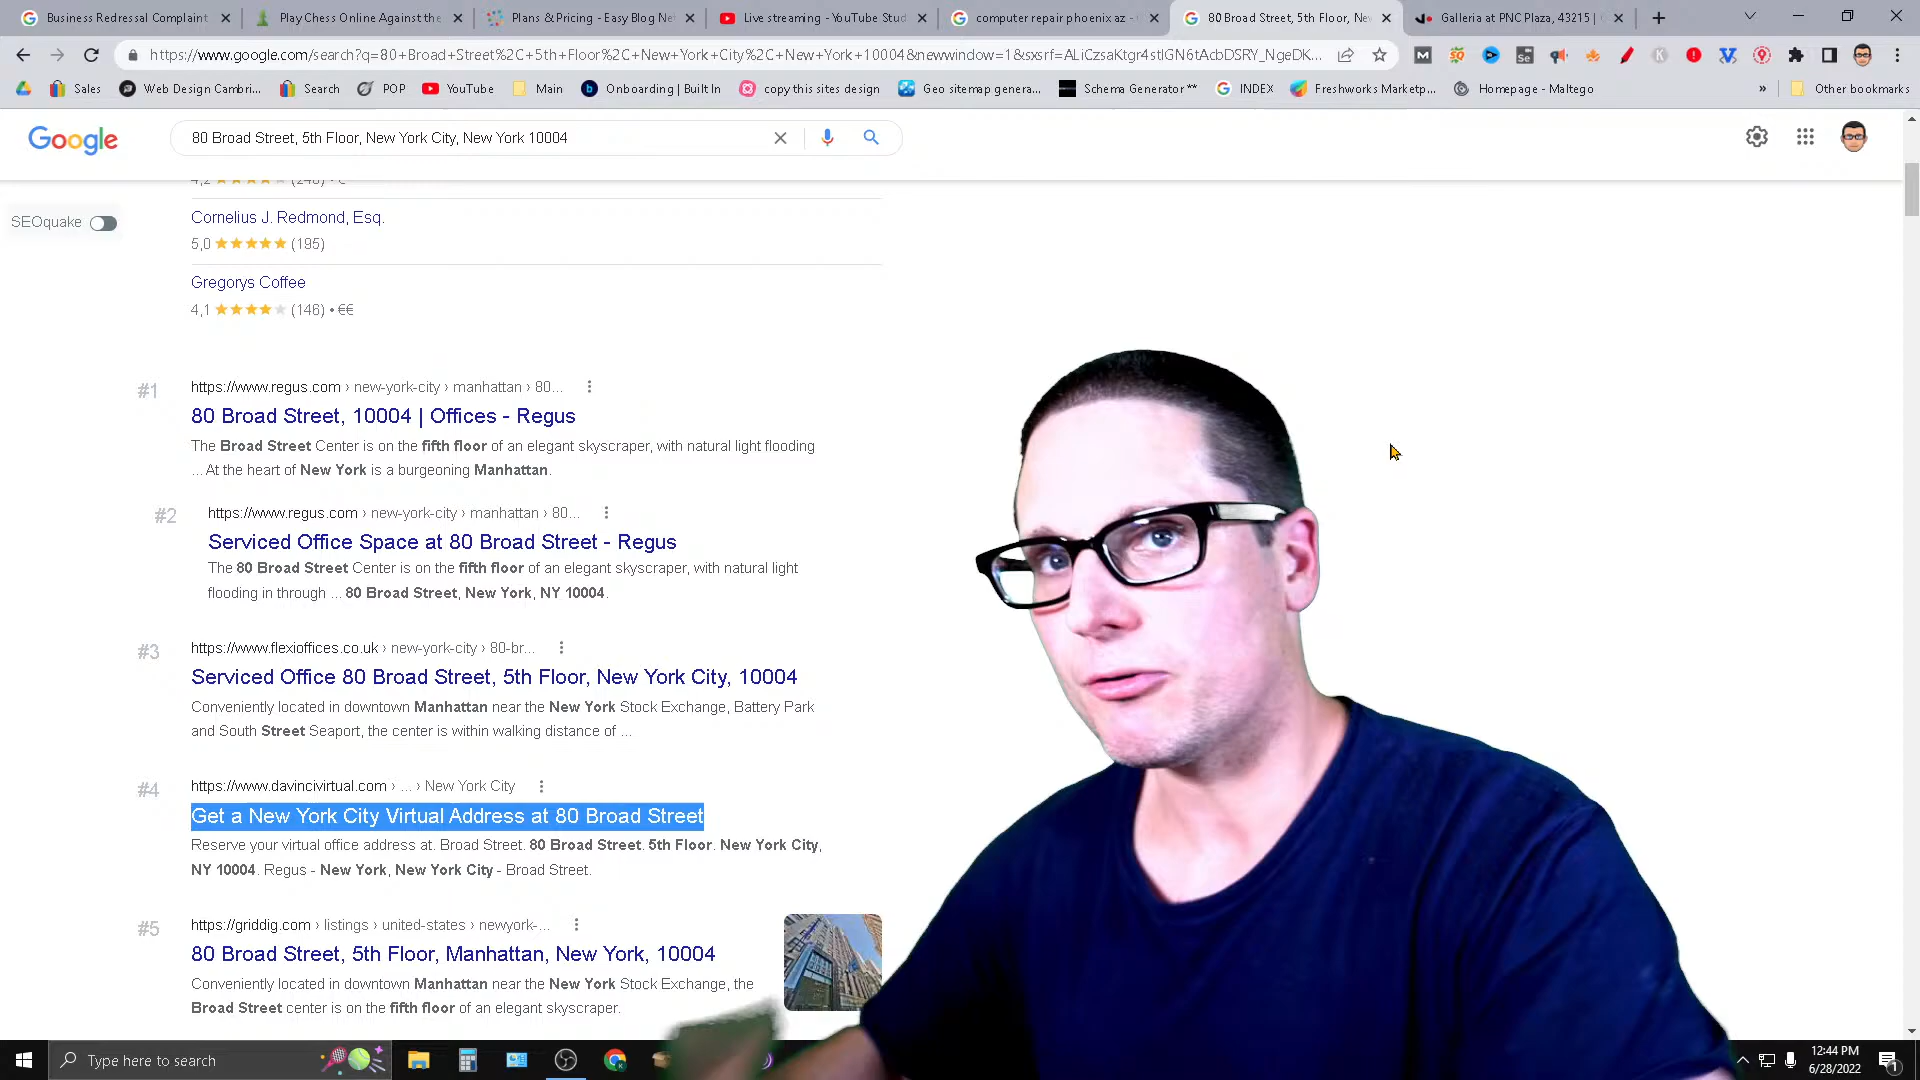 Business Redressal Complaint
Play Chess Online Against the
Plans & Pricing - Easy Blog Net
Live streaming - YouTube Stud
computer repair phoenix az -
80 Broad Street, 5th Floor, New
Galleria at PNC Plaza, 43215 |
https://www.google.com/search?q=80+Broad+Street%2C+5th+Floor%2C+New+York+City%2C+New+York+10004&newwindow=1&sxsrf=ALiCzsaKtgr4stlGN6tAcbDSRY_NgeDK...
Sales
Web Design Cambri...
Search
POP
YouTube
Main
Onboarding | Built In
copy this sites design
Geo sitemap genera...
Schema Generator **
INDEX
Freshworks Marketp...
Homepage - Maltego
»
Other bookmarks
Google
80 Broad Street, 5th Floor, New York City, New York 10004
SEOquake
4,2 (248) • €
Cornelius J. Redmond, Esq.
5,0 (195)
Gregorys Coffee
4,1 (146) • €€
#1
https://www.regus.com › new-york-city › manhattan › 80...
80 Broad Street, 10004 | Offices - Regus
The Broad Street Center is on the fifth floor of an elegant skyscraper, with natural light flooding
... At the heart of New York is a burgeoning Manhattan.
#2
https://www.regus.com › new-york-city › manhattan › 80...
Serviced Office Space at 80 Broad Street - Regus
The 80 Broad Street Center is on the fifth floor of an elegant skyscraper, with natural light
flooding in through ... 80 Broad Street, New York, NY 10004.
#3
https://www.flexioffices.co.uk › new-york-city › 80-br...
Serviced Office 80 Broad Street, 5th Floor, New York City, 10004
Conveniently located in downtown Manhattan near the New York Stock Exchange, Battery Park
and South Street Seaport, the center is within walking distance of ...
#4
https://www.davincivirtual.com › ... › New York City
Get a New York City Virtual Address at 80 Broad Street
Reserve your virtual office address at. Broad Street. 80 Broad Street. 5th Floor. New York City,
NY 10004. Regus - New York, New York City - Broad Street.
#5
https://griddig.com › listings › united-states › newyork-...
80 Broad Street, 5th Floor, Manhattan, New York, 10004
Conveniently located in downtown Manhattan near the New York Stock Exchange, the
Broad Street center is on the fifth floor of an elegant skyscraper.
Type here to search
12:44 PM
6/28/2022
1